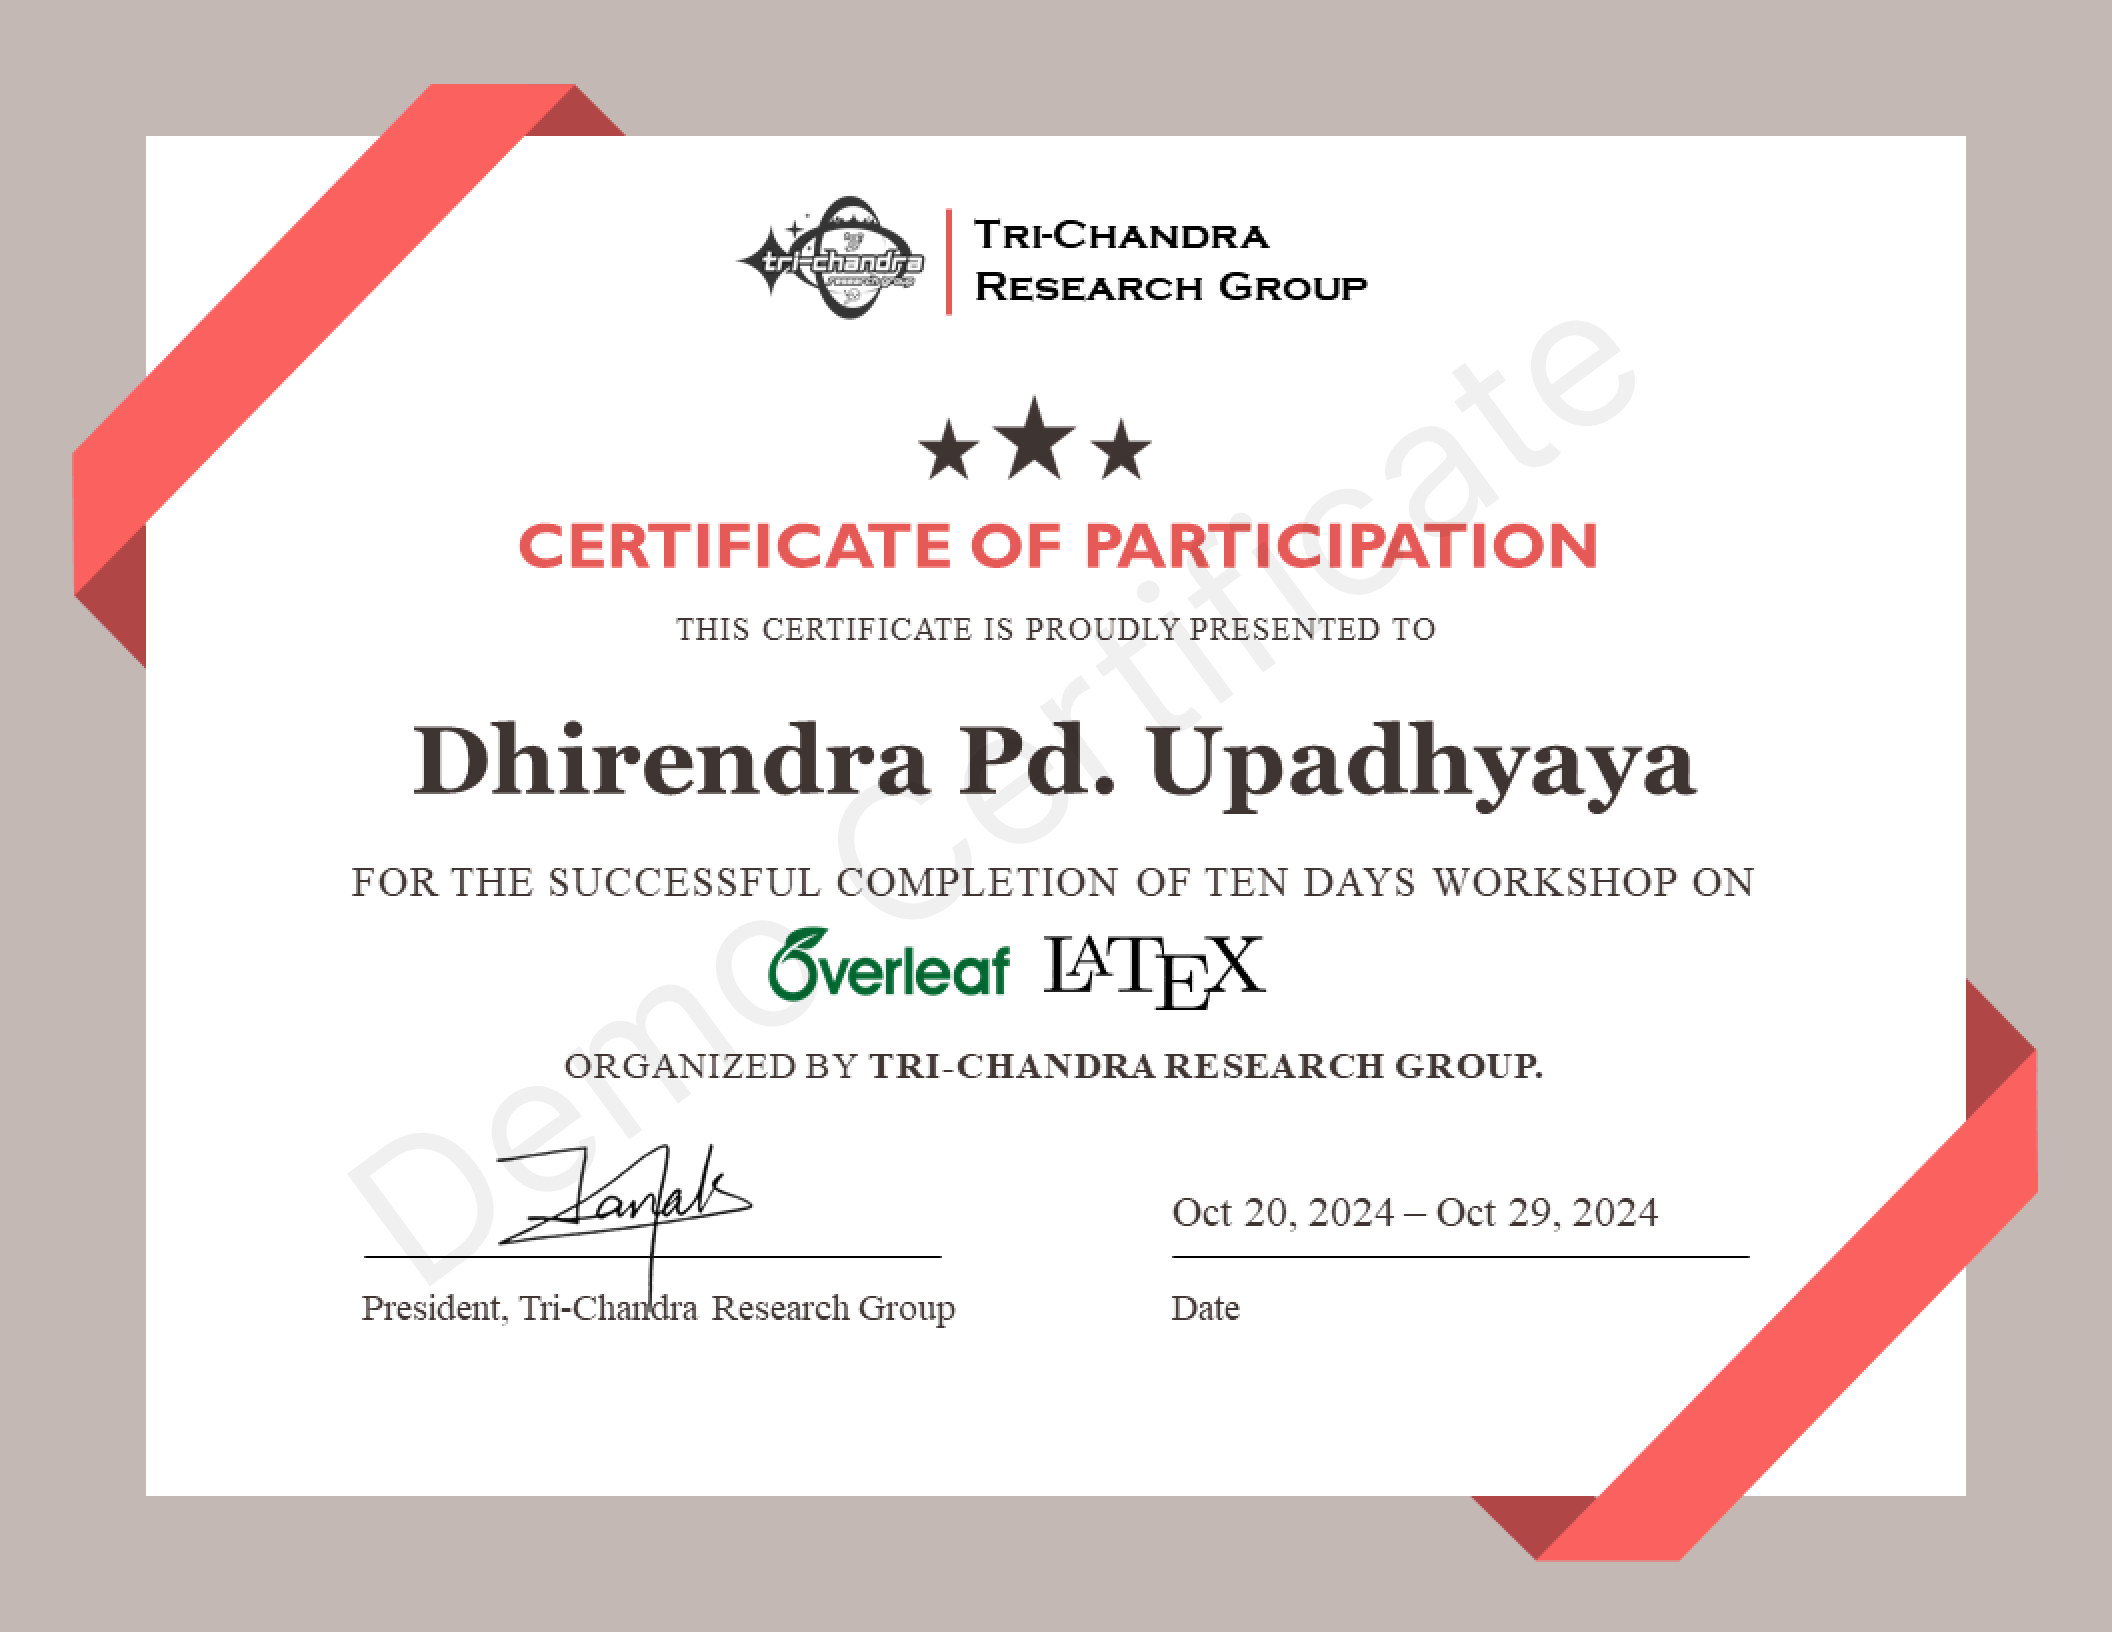 tri-chandra
research group
TRI-CHANDRA
RESEARCH GROUP
CERTIFICATE OF PARTICIPATION
THIS CERTIFICATE IS PROUDLY PRESENTED TO
Dhirendra Pd. Upadhyaya
FOR THE SUCCESSFUL COMPLETION OF TEN DAYS WORKSHOP ON
Overleaf LATEX
ORGANIZED BY TRI-CHANDRA RESEARCH GROUP.
Oct 20, 2024 – Oct 29, 2024
President, Tri-Chandra Research Group
Date
Demo Certificate